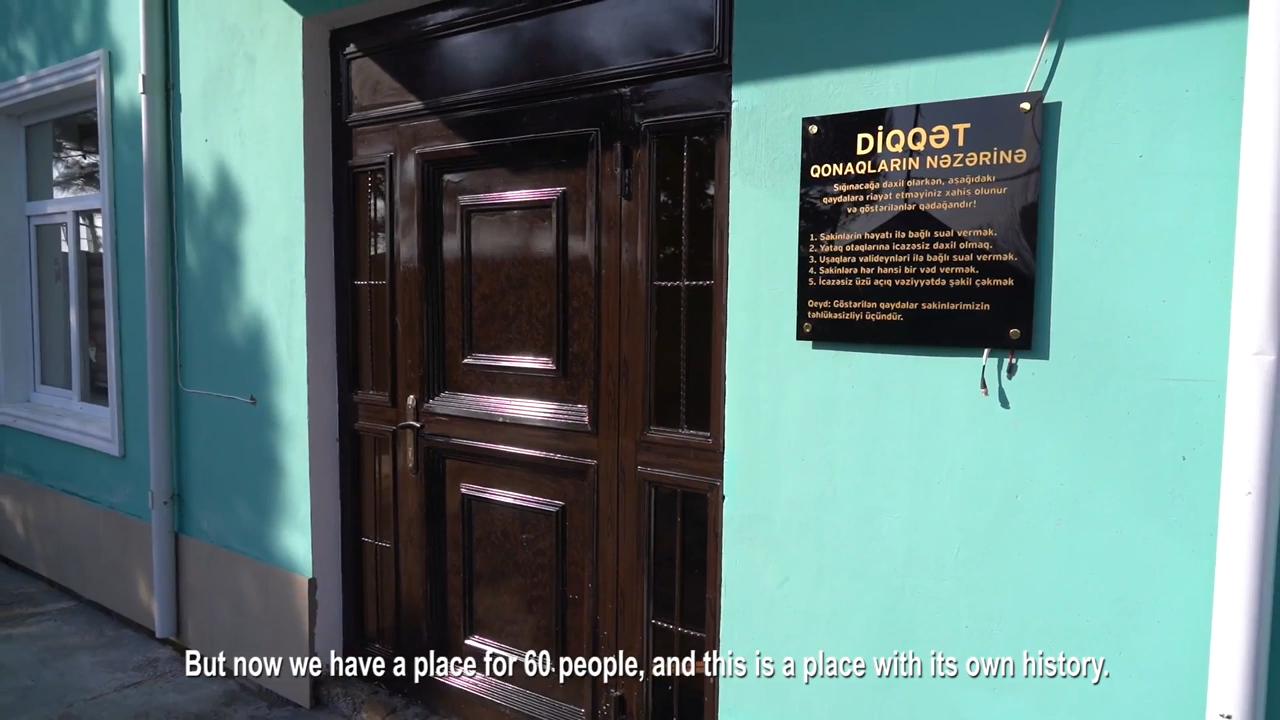 DİQQƏT
QONAQLARIN NƏZƏRİNƏ
Sığınacağa daxil olarkən, aşağıdakı
qaydalara riayət etməyiniz xahiş olunur
və göstərilənlər qadağandır!
1. Sakinlərin həyatı ilə bağlı sual vermək.
2. Yataq otaqlarına icazəsiz daxil olmaq.
3. Uşaqlara valideynləri ilə bağlı sual vermək.
4. Sakinlərə hər hansi bir vəd vermək.
5. İcazəsiz üzü açıq vəziyyətdə şəkil çəkmək
Qeyd: Göstərilən qaydalar sakinlərimizin
təhlükəsizliyi üçündür.
But now we have a place for 60 people, and this is a place with its own history.